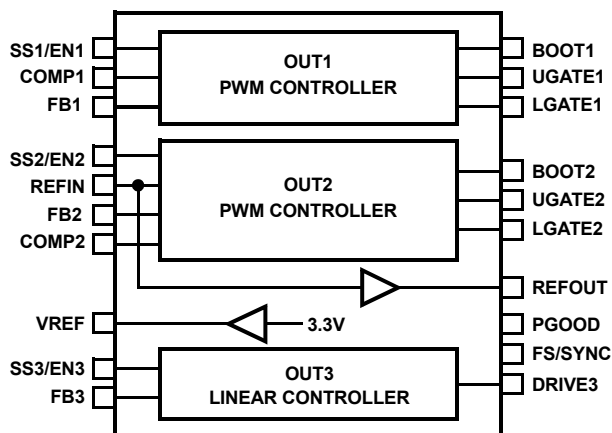 SS1/EN1
COMP1
FB1
OUT1
PWM CONTROLLER
BOOT1
UGATE1
LGATE1
SS2/EN2
REFIN
FB2
COMP2
OUT2
PWM CONTROLLER
BOOT2
UGATE2
LGATE2
REFOUT
VREF
3.3V
PGOOD
FS/SYNC
SS3/EN3
FB3
OUT3
LINEAR CONTROLLER
DRIVE3